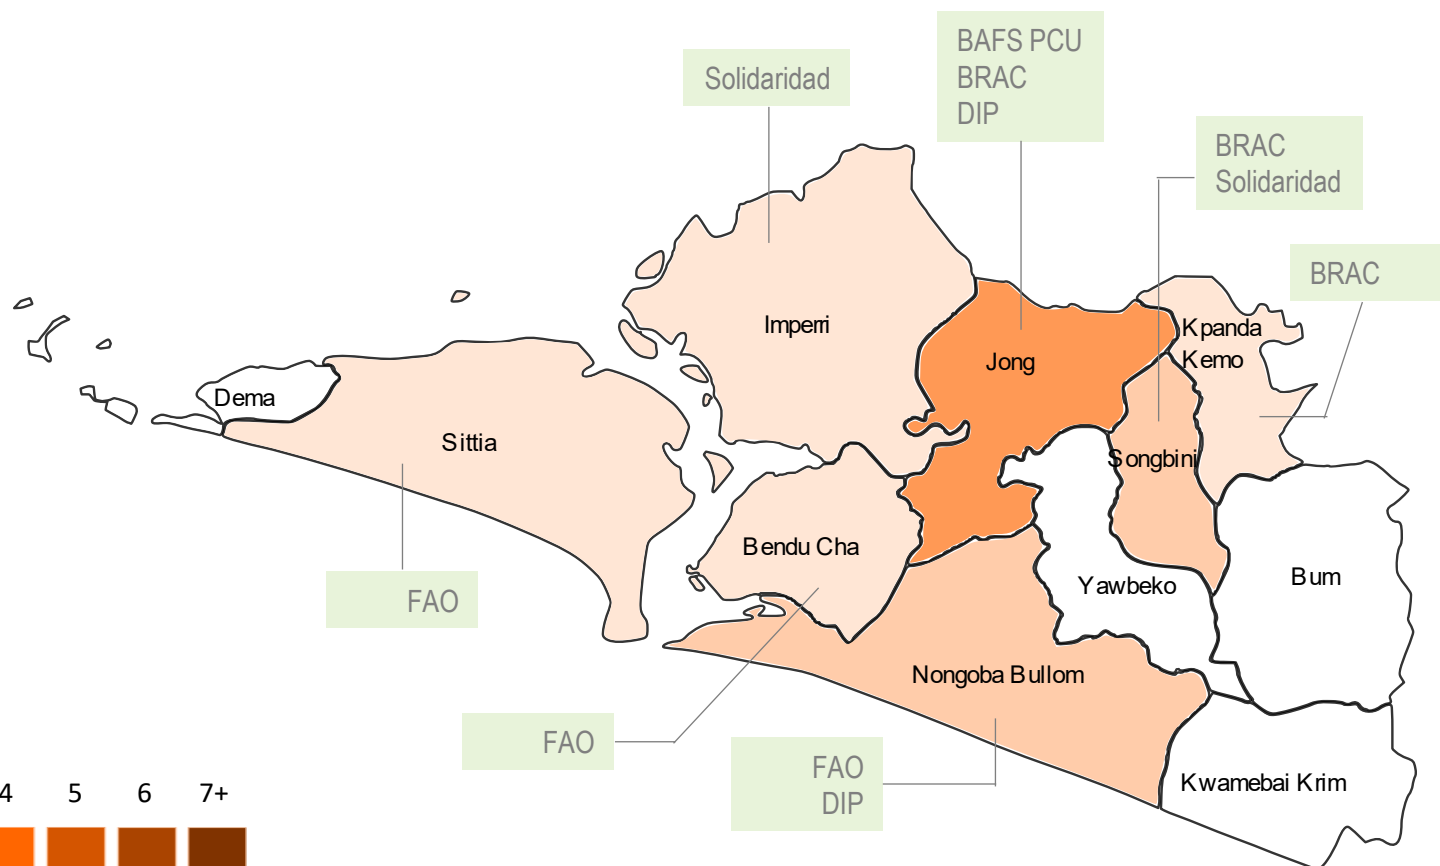 BAFS PCU
BRAC
DIP
Solidaridad
BRAC
Solidaridad
BRAC
Imperri
Kpanda
Kemo
Jong
Dema
Sittia
Songbini
Bendu Cha
Yawbeko
Bum
FAO
Nongoba Bullom
FAO
FAO
DIP
Kwamebai Krim
4 5 6 7+